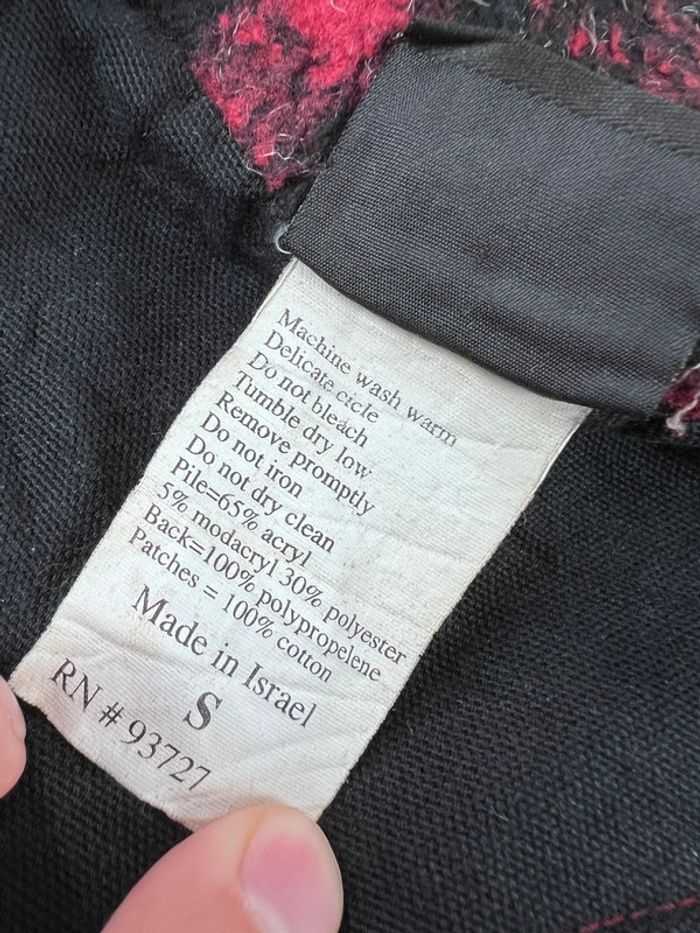 Machine wash warm
Delicate cicle
Do not bleach
Tumble dry low
Remove promptly
Do not iron
Do not dry clean
Pile=65% acryl
5% modacryl 30% polyester
Back=100% polypropelene
Patches = 100% cotton
Made in Israel
S
RN # 93727